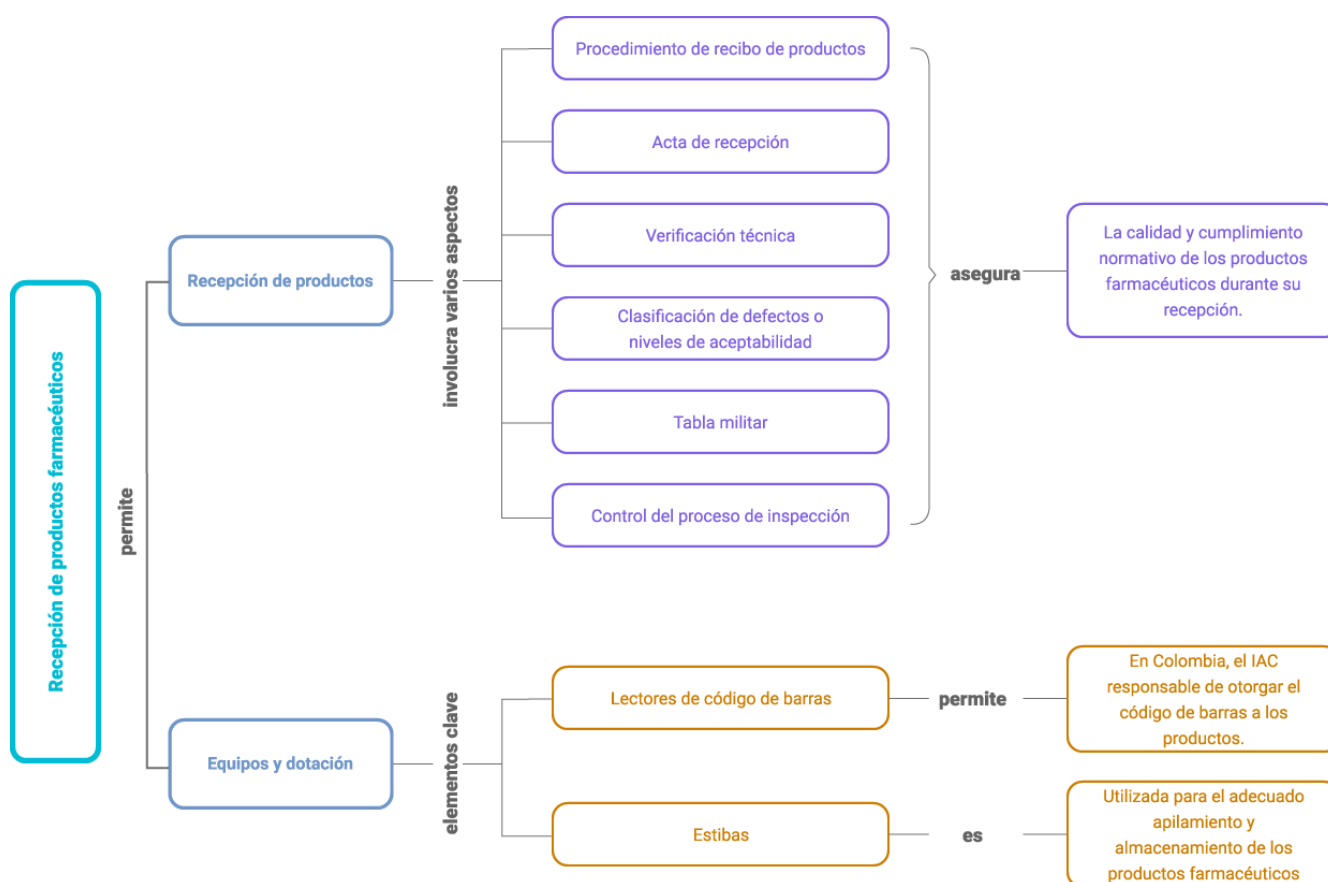 Recepción de productos farmacéuticos
permite
Recepción de productos
involucra varios aspectos
Procedimiento de recibo de productos
Acta de recepción
Verificación técnica
Clasificación de defectos o
niveles de aceptabilidad
Tabla militar
Control del proceso de inspección
asegura
La calidad y cumplimiento
normativo de los productos
farmacéuticos durante su
recepción.
Equipos y dotación
elementos clave
Lectores de código de barras
permite
En Colombia, el IAC
responsable de otorgar el
código de barras a los
productos.
Estibas
es
Utilizada para el adecuado
apilamiento y
almacenamiento de los
productos farmacéuticos